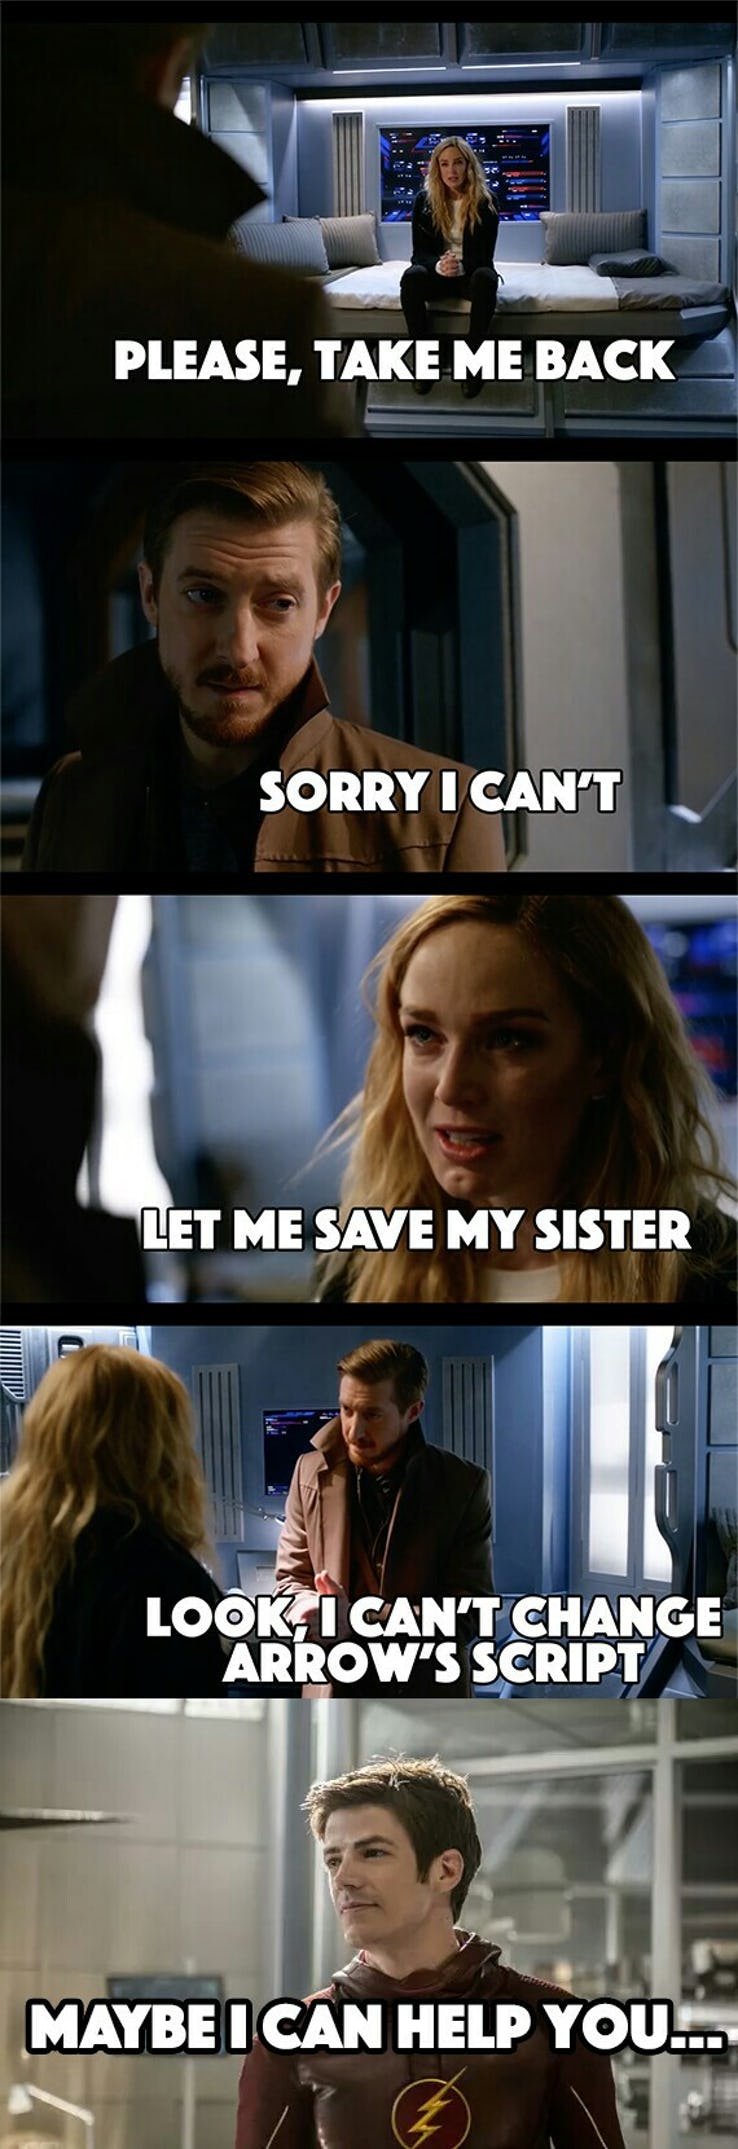 PLEASE, TAKE ME BACK
SORRY I CAN'T
LET ME SAVE MY SISTER
LOOK, I CAN'T CHANGE
ARROW'S SCRIPT
MAYBE I CAN HELP YOU...